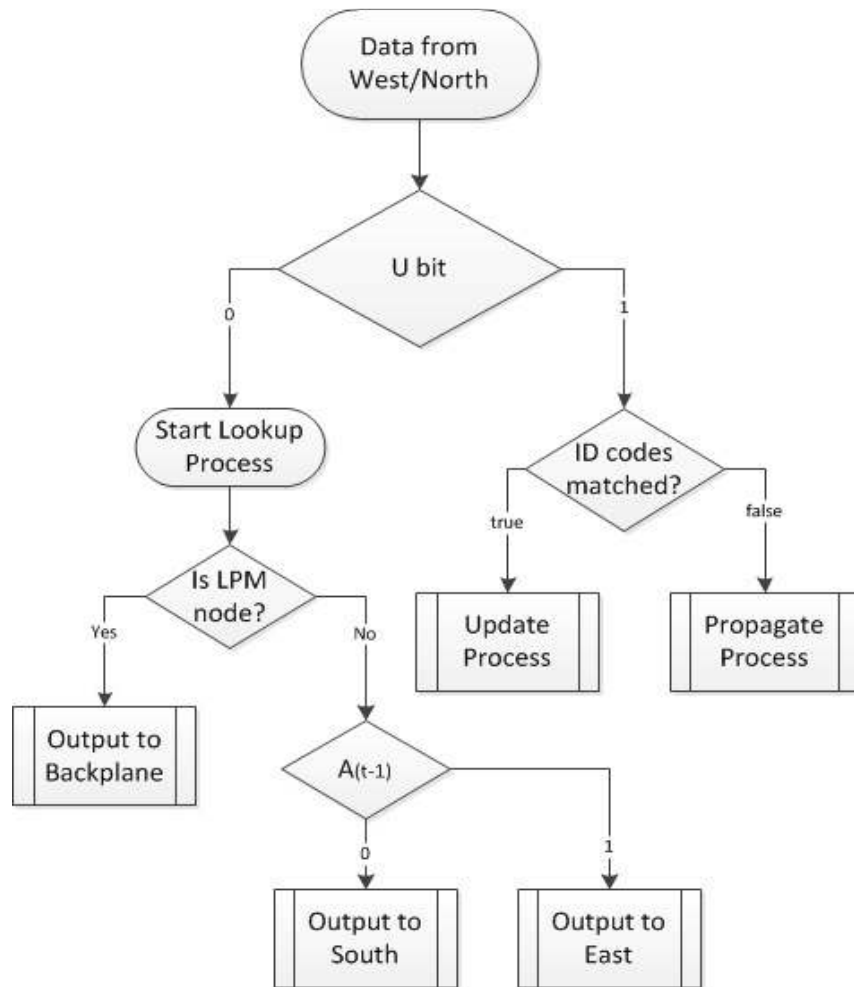 Data from
West/North
U bit
0
1
Start Lookup
Process
ID codes
matched?
true
false
Is LPM
node?
Yes
No
Update
Process
Propagate
Process
Output to
Backplane
A(t-1)
0
1
Output to
South
Output to
East